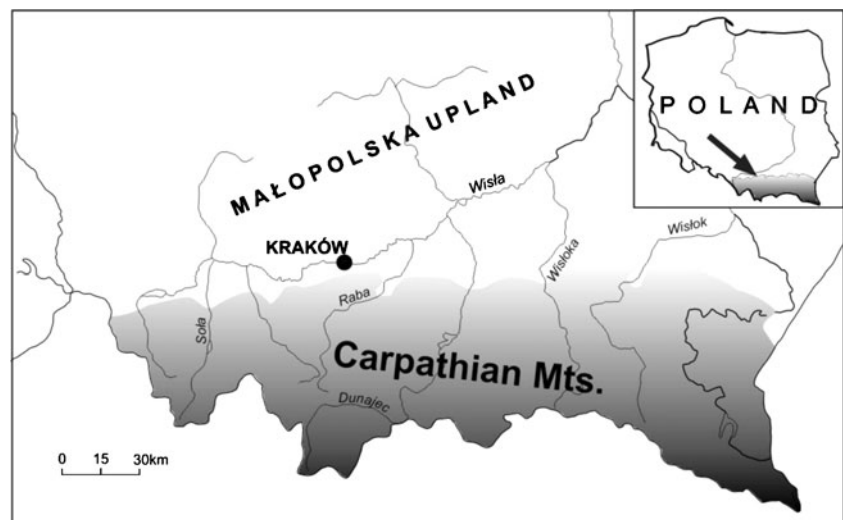 POLAND
MAŁOPOLSKA UPLAND
Wisła
Wisłok
KRAKÓW
Wisłoka
Raba
Soła
Carpathian Mts.
Dunajec
0 15 30km